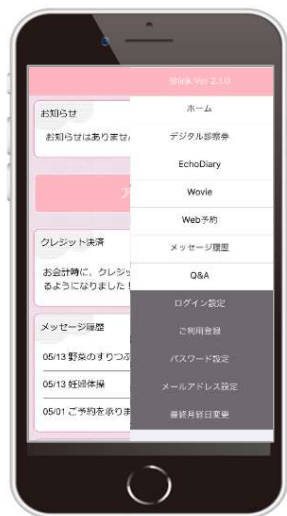 Blink Ver 2.1.0
お知らせ
お知らせはありませ
クレジット決済
お会計時に、クレジッ
るようになりました！
メッセージ履歴
05/13 野菜のすりつぶ
05/13 妊婦体操
05/01 ご予約を承りま
ホーム
デジタル診察券
EchoDiary
Wovie
Web予約
メッセージ履歴
Q&A
ログイン設定
ご利用登録
パスワード設定
メールアドレス設定
最終月経日変更